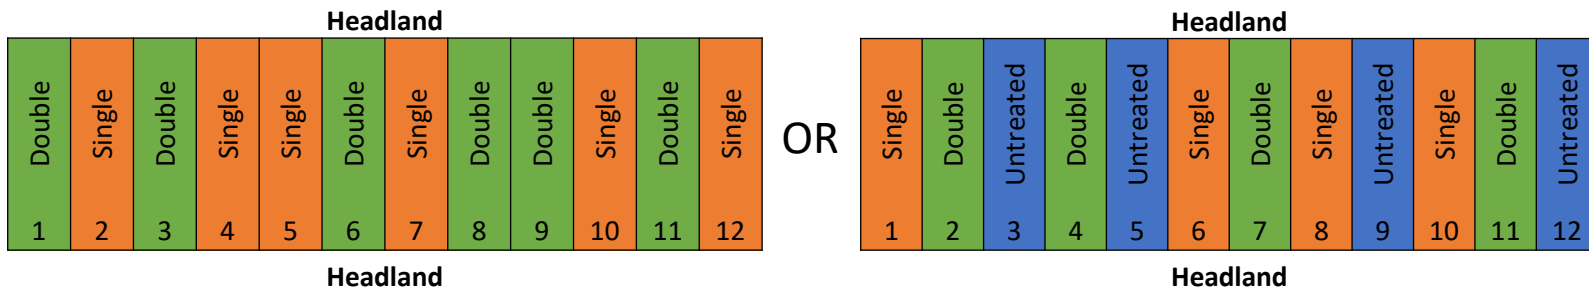 Headland
Double Single Double Single Single Double Single Double Double Single Double Single
1 2 3 4 5 6 7 8 9 10 11 12
Headland
OR
Headland
Single Double Untreated Double Untreated Single Double Single Untreated Single Double Untreated
1 2 3 4 5 6 7 8 9 10 11 12
Headland